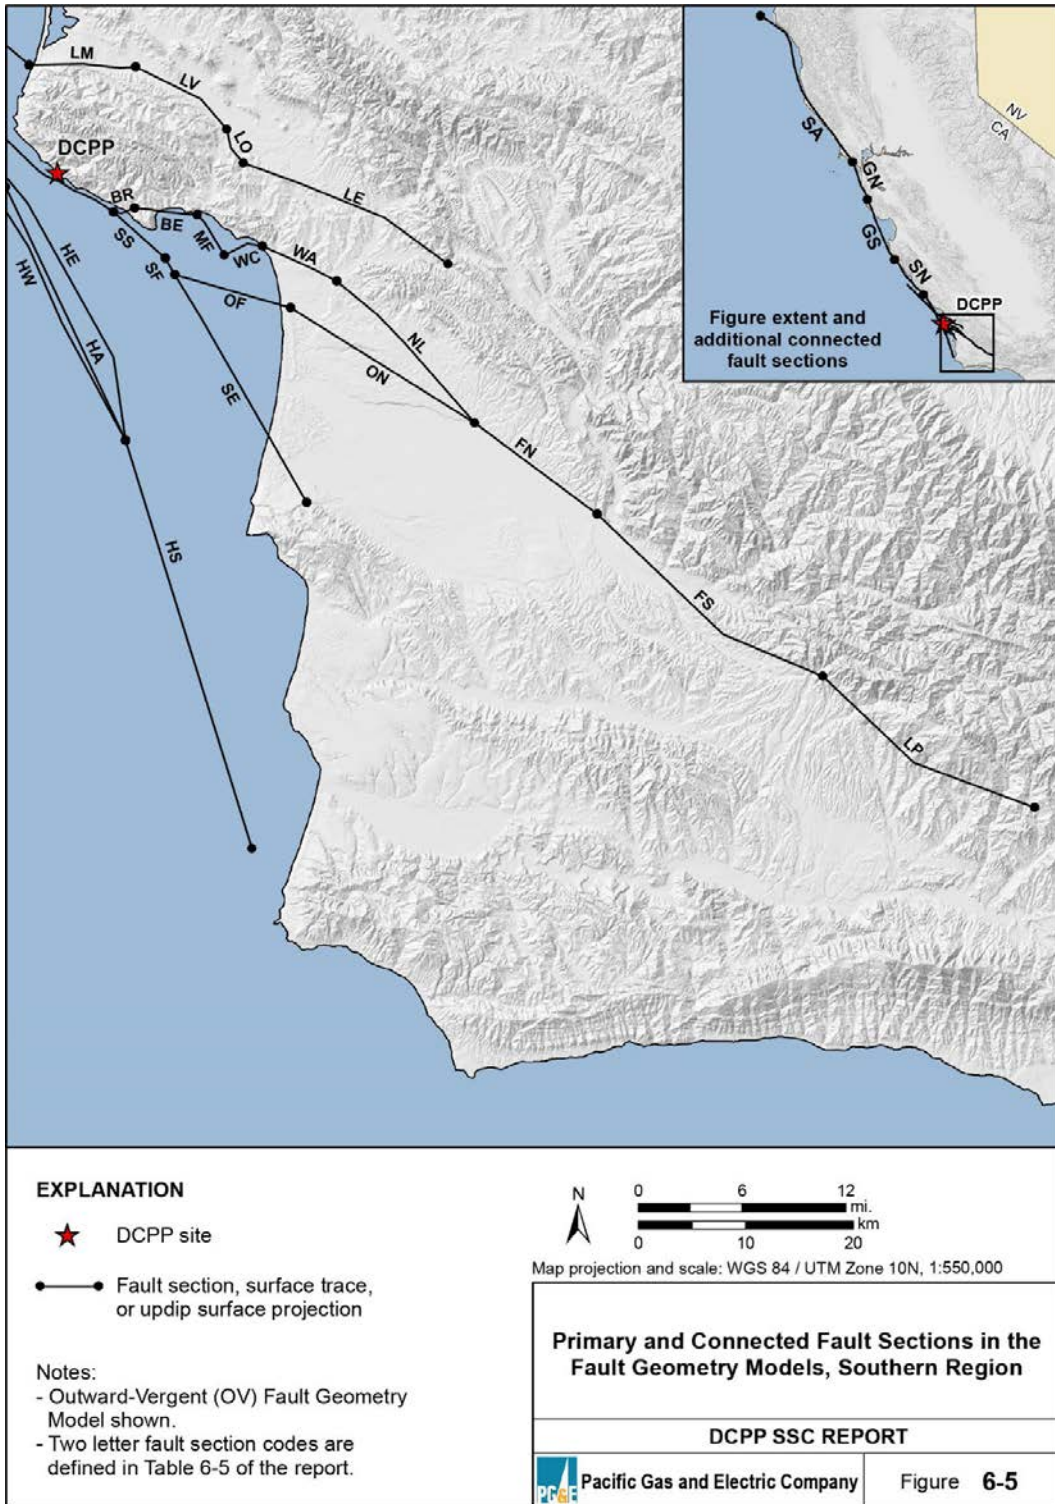 LM
LV
LO
DCPP
LE
BR
BE
SS
MF
WC
WA
HE
SF
HW
OF
HA
NL
ON
SE
FN
HS
FS
LP
NV
CA
SA
GN
GS
SN
DCPP
Figure extent and
additional connected
fault sections
EXPLANATION
DCPP site
Fault section, surface trace,
or updip surface projection
Notes:
- Outward-Vergent (OV) Fault Geometry
Model shown.
- Two letter fault section codes are
defined in Table 6-5 of the report.
N
0 6 12
mi.
km
0 10 20
Map projection and scale: WGS 84 / UTM Zone 10N, 1:550,000
Primary and Connected Fault Sections in the
Fault Geometry Models, Southern Region
DCPP SSC REPORT
PG&E Pacific Gas and Electric Company
Figure 6-5